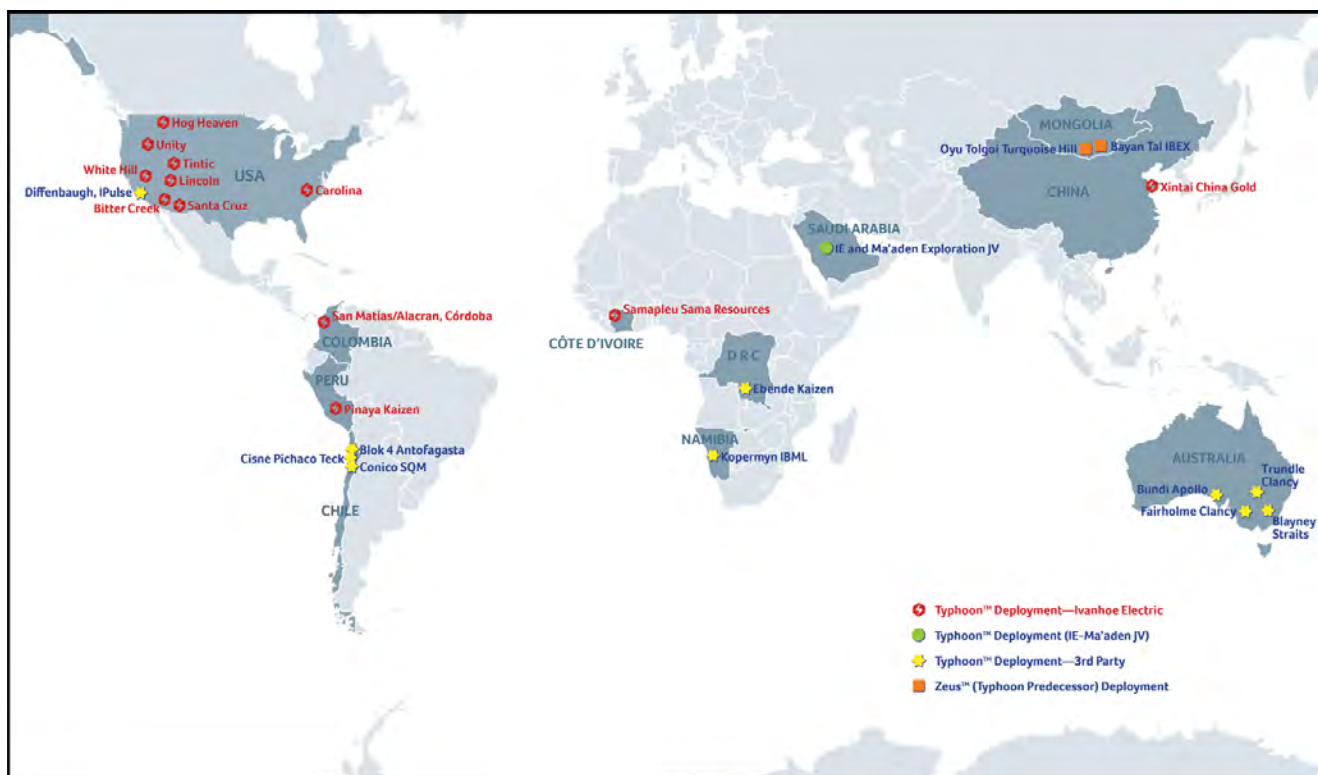 Hog Heaven
Unity
Tintic
White Hill
Lincoln
USA
Diffenbaugh, IPulse
Carolina
Bitter Creek
Santa Cruz
MONGOLIA
Oyu Tolgoi Turquoise Hill
Bayan Tal IBEX
CHINA
Xintai China Gold
SAUDI ARABIA
IE and Ma'aden Exploration JV
San Matias/Alacran, Córdoba
COLOMBIA
PERU
Pinaya Kaizen
Blok 4 Antofagasta
Cisne Pichaco Teck
Conico SQM
CHILE
Samapleu Sama Resources
CÔTE D'IVOIRE
DRC
Ebende Kaizen
NAMIBIA
Kopermyn IBML
AUSTRALIA
Trundle
Clancy
Bundi Apollo
Fairholme Clancy
Blayney
Straits
Typhoon™ Deployment—Ivanhoe Electric
Typhoon™ Deployment (IE-Ma'aden JV)
Typhoon™ Deployment—3rd Party
Zeus™ (Typhoon Predecessor) Deployment